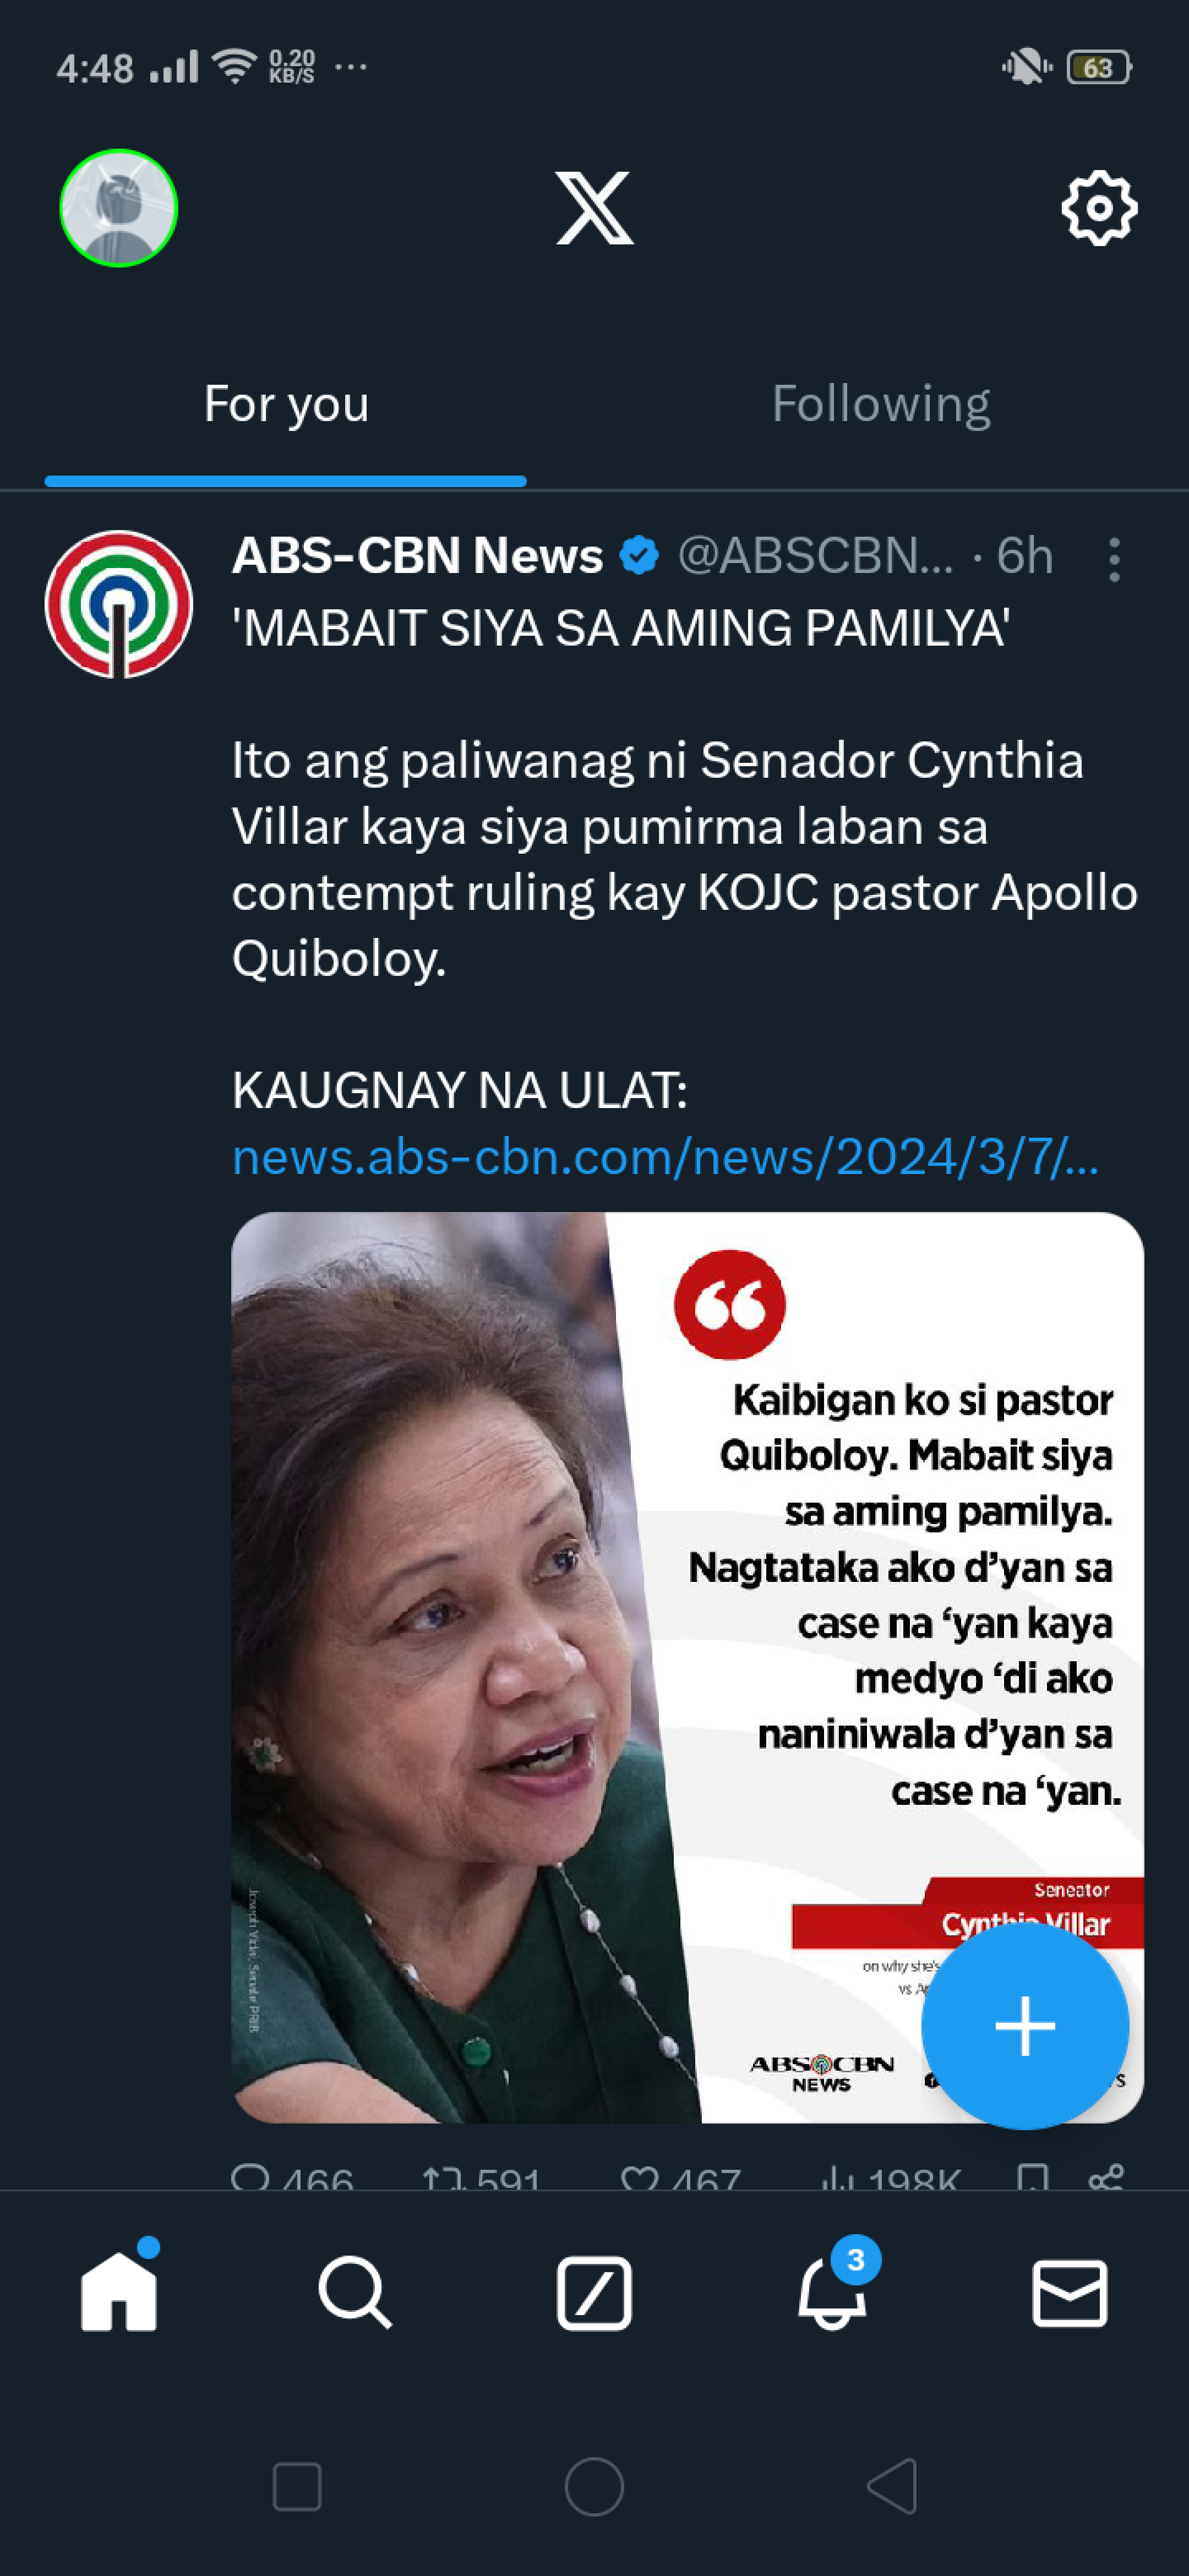 4:48
0.20
KB/S
63
For you
Following
ABS-CBN News @ABSCBN... · 6h
'MABAIT SIYA SA AMING PAMILYA'
Ito ang paliwanag ni Senador Cynthia
Villar kaya siya pumirma laban sa
contempt ruling kay KOJC pastor Apollo
Quiboloy.
KAUGNAY NA ULAT:
news.abs-cbn.com/news/2024/3/7/...
Kaibigan ko si pastor
Quiboloy. Mabait siya
sa aming pamilya.
Nagtataka ako d'yan sa
case na 'yan kaya
medyo 'di ako
naniniwala d'yan sa
case na 'yan.
Seneator
Cynthia Villar
on why she's
vs
ABS CBN
NEWS
Joseph Vidal, Senate PRIB
466
591
467
198K
3